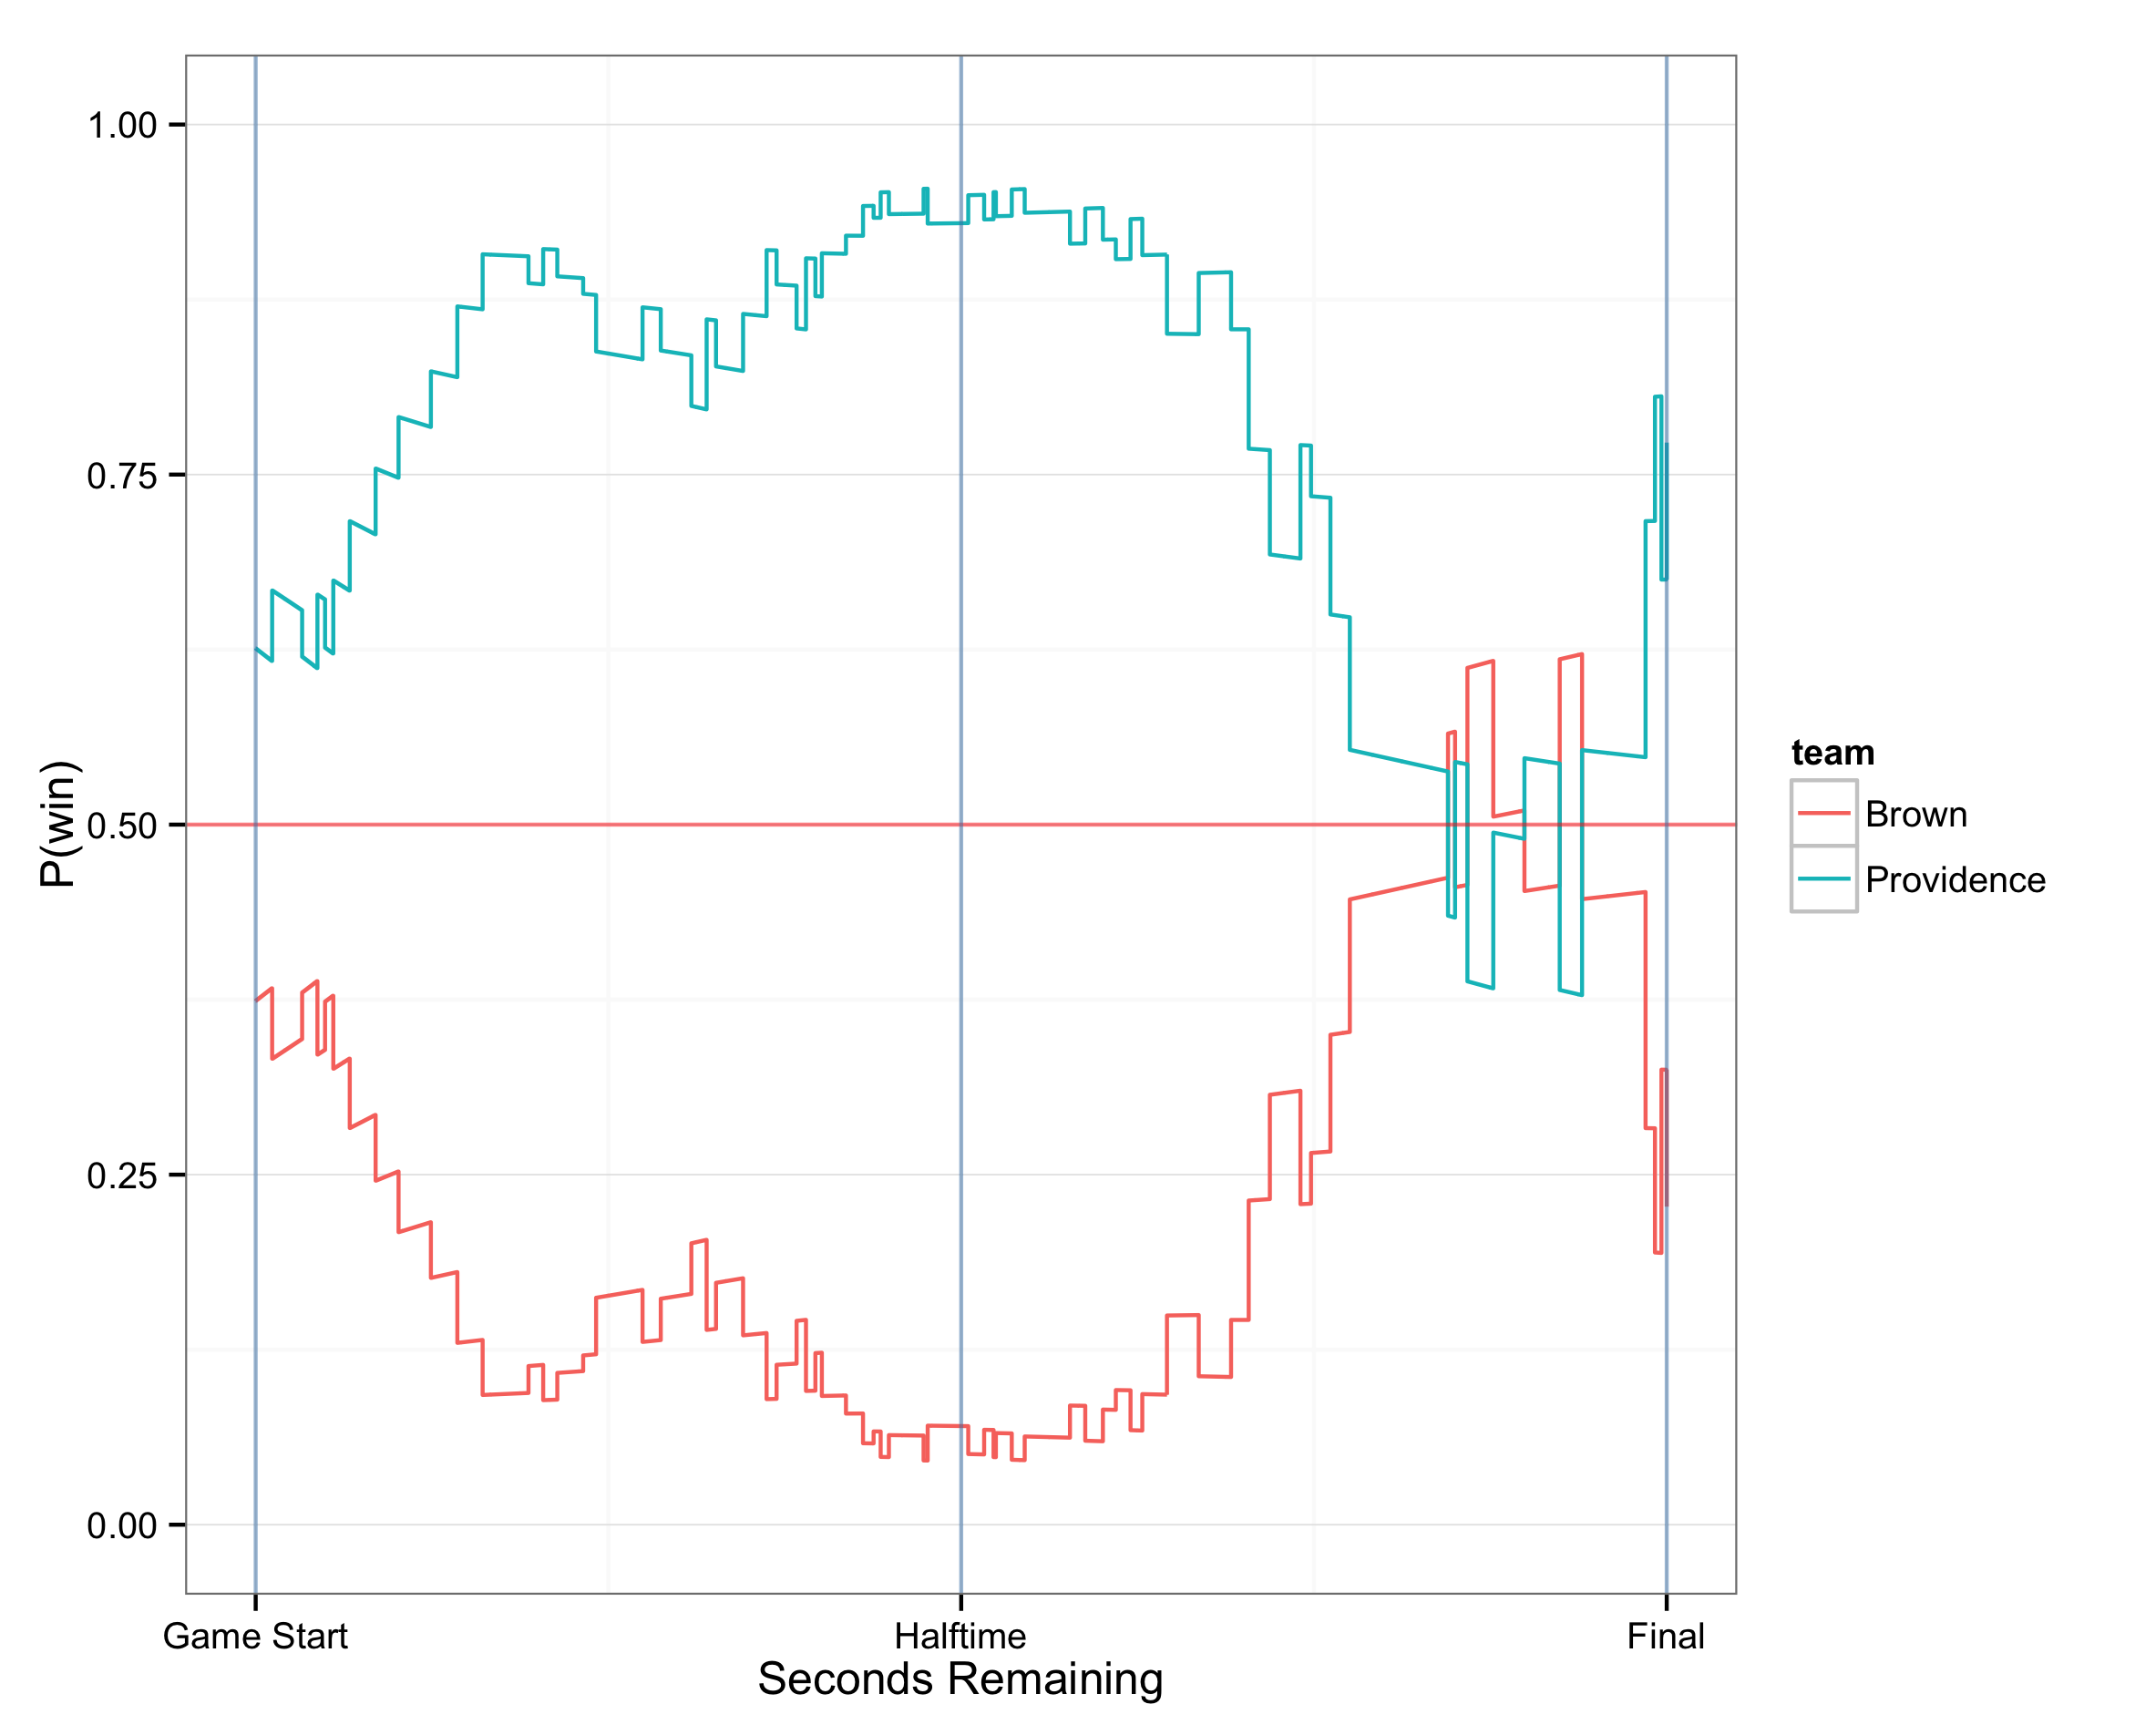 1.00
0.75
0.50
0.25
0.00
P(win)
Game Start
Halftime
Final
Seconds Remaining
team
Brown
Providence